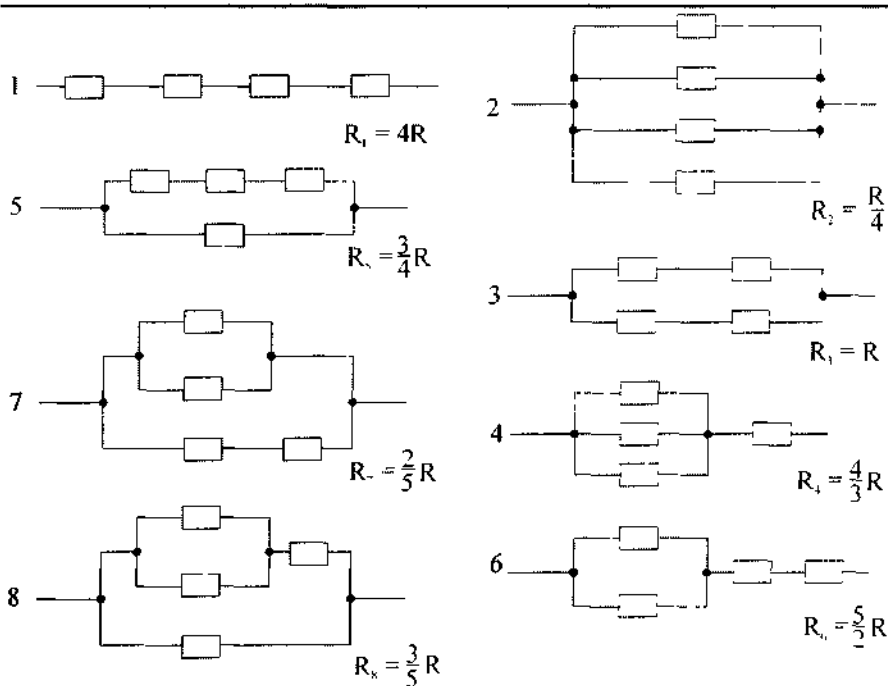 1
R₁ = 4R
2
R₂ = R/4
5
R₅ = 3/4 R
3
R₃ = R
7
R₇ = 2/5 R
4
R₄ = 4/3 R
8
R₈ = 3/5 R
6
R₆ = 5/2 R